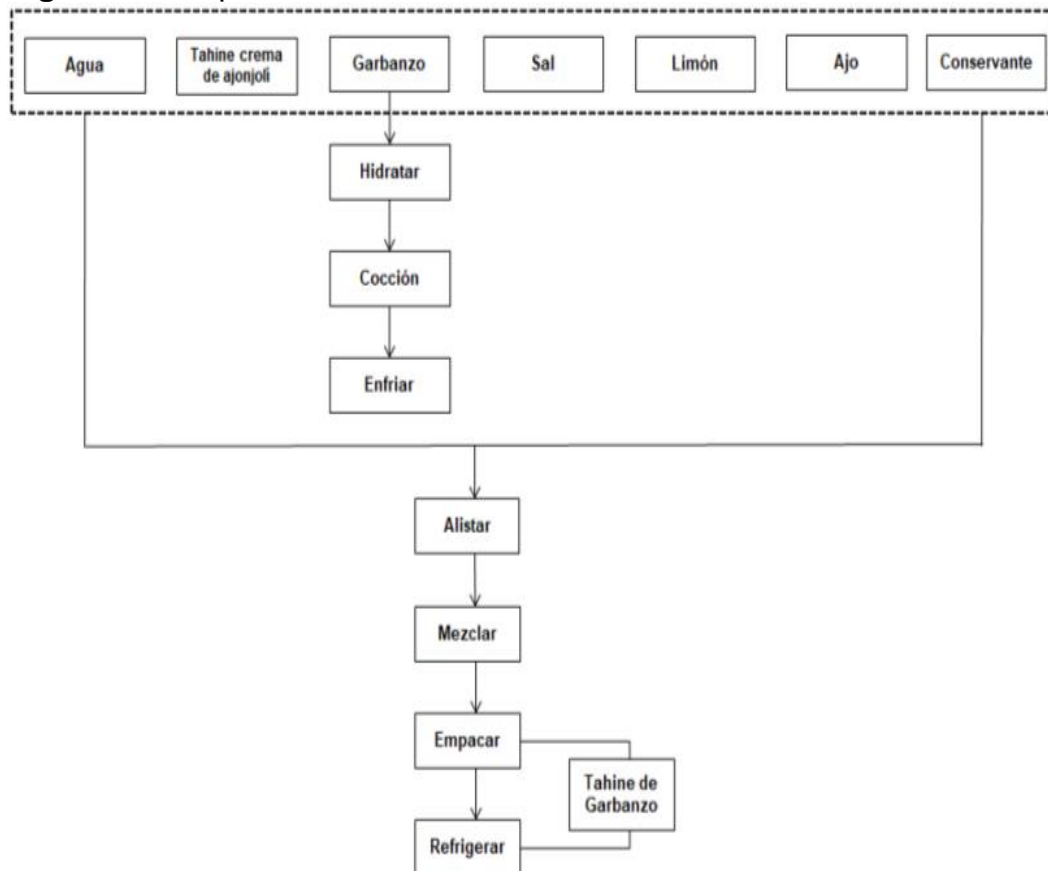 Agua
Tahine crema
de ajonjoli
Garbanzo
Sal
Limón
Ajo
Conservante
Hidratar
Cocción
Enfriar
Alistar
Mezclar
Empacar
Tahine de
Garbanzo
Refrigerar